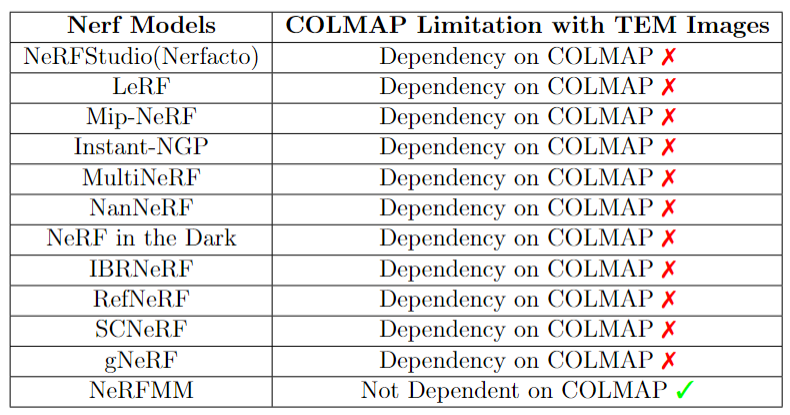 Nerf Models COLMAP Limitation with TEM Images
NeRFStudio(Nerfacto) Dependency on COLMAP ✗
LeRF Dependency on COLMAP ✗
Mip-NeRF Dependency on COLMAP ✗
Instant-NGP Dependency on COLMAP ✗
MultiNeRF Dependency on COLMAP ✗
NanNeRF Dependency on COLMAP ✗
NeRF in the Dark Dependency on COLMAP ✗
IBRNeRF Dependency on COLMAP ✗
RefNeRF Dependency on COLMAP ✗
SCNeRF Dependency on COLMAP ✗
gNeRF Dependency on COLMAP ✗
NeRFMM Not Dependent on COLMAP ✓